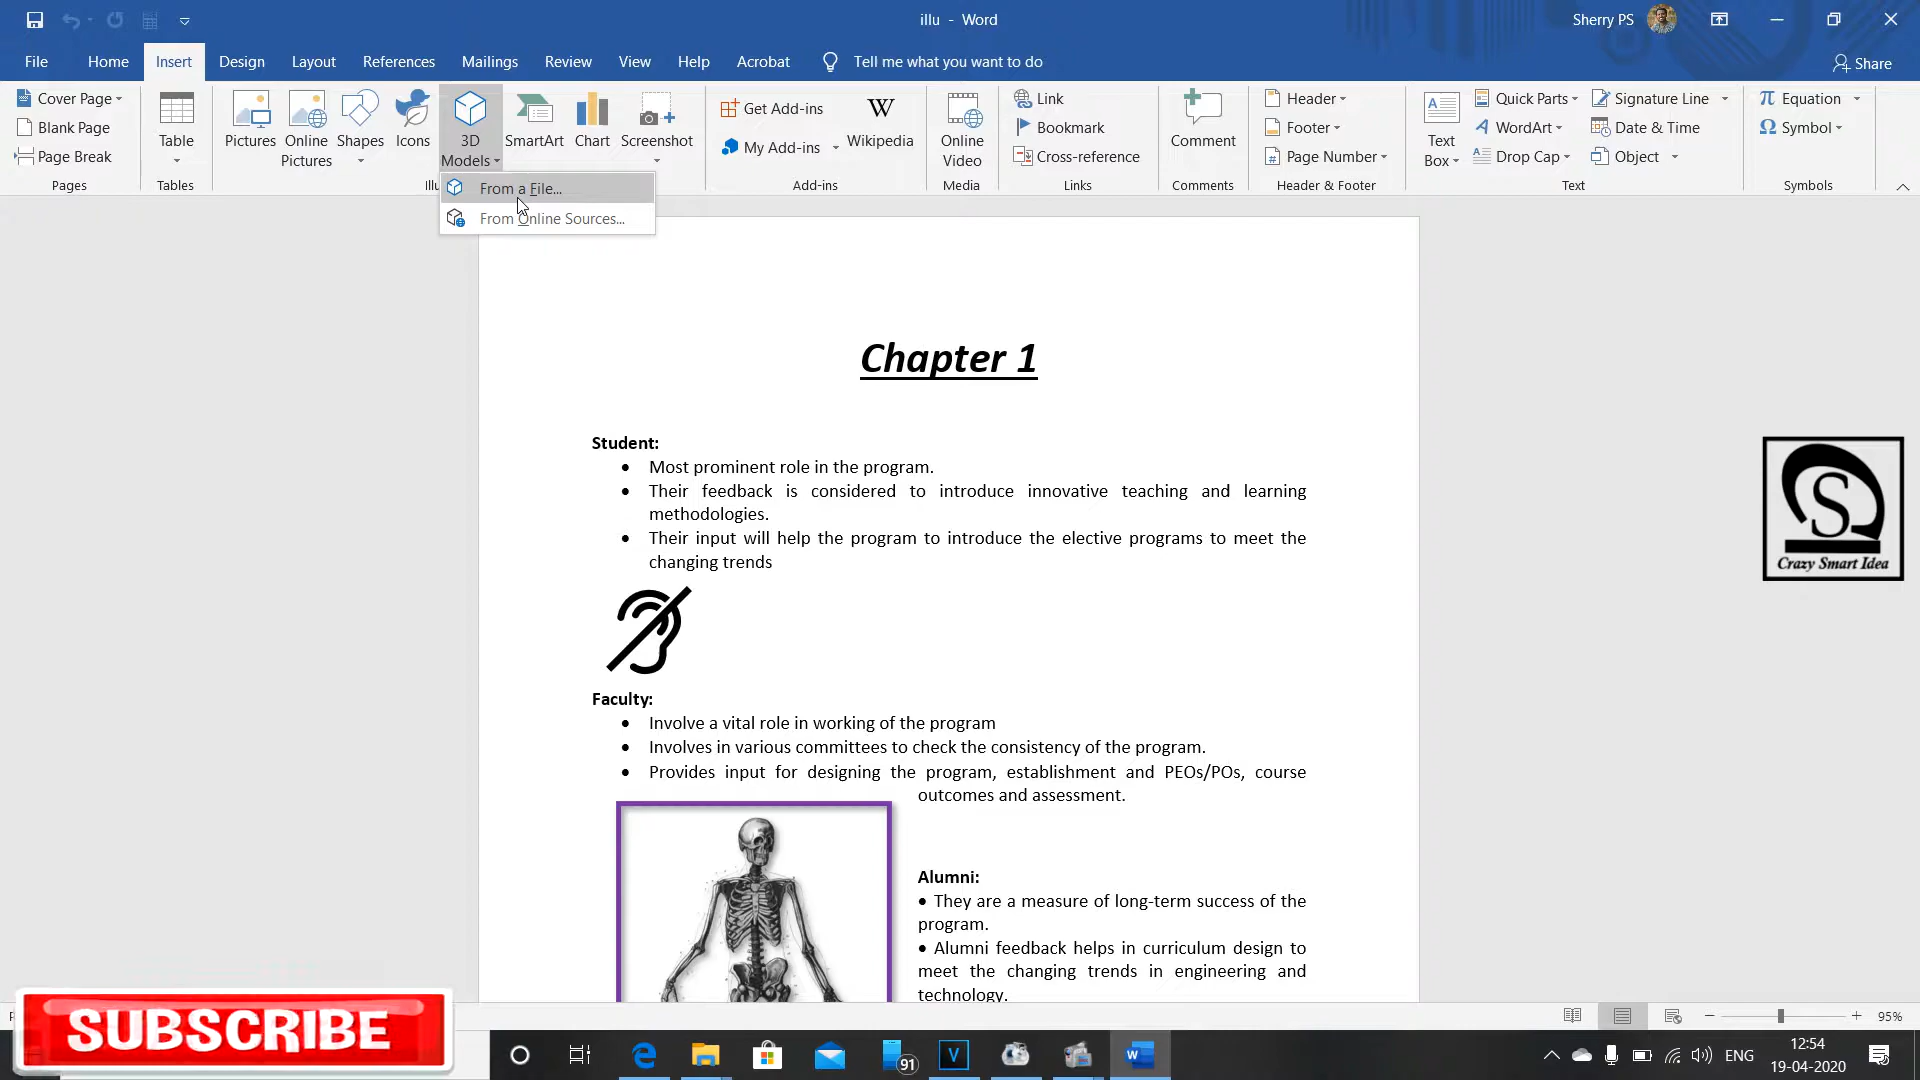 illu - Word
Sherry PS
File Home Insert Design Layout References Mailings Review View Help Acrobat Tell me what you want to do Share
Cover Page
Blank Page
Page Break
Pages
Table
Tables
Pictures
Online
Pictures
Shapes
Icons
3D
Models
SmartArt
Chart
Screenshot
From a File...
From Online Sources...
Get Add-ins
My Add-ins
W
Wikipedia
Add-ins
Online
Video
Media
Link
Bookmark
Cross-reference
Links
Comment
Comments
Header
Footer
Page Number
Header & Footer
Text
Box
Quick Parts
WordArt
Drop Cap
Signature Line
Date & Time
Object
Text
π Equation
Ω Symbol
Symbols
Chapter 1
Student:
• Most prominent role in the program.
• Their feedback is considered to introduce innovative teaching and learning
methodologies.
• Their input will help the program to introduce the elective programs to meet the
changing trends
Faculty:
• Involve a vital role in working of the program
• Involves in various committees to check the consistency of the program.
• Provides input for designing the program, establishment and PEOs/POs, course
outcomes and assessment.
Alumni:
• They are a measure of long-term success of the
program.
• Alumni feedback helps in curriculum design to
meet the changing trends in engineering and
technology.
S
Crazy Smart Idea
SUBSCRIBE
95%
91
V
W
ENG
12:54
19-04-2020